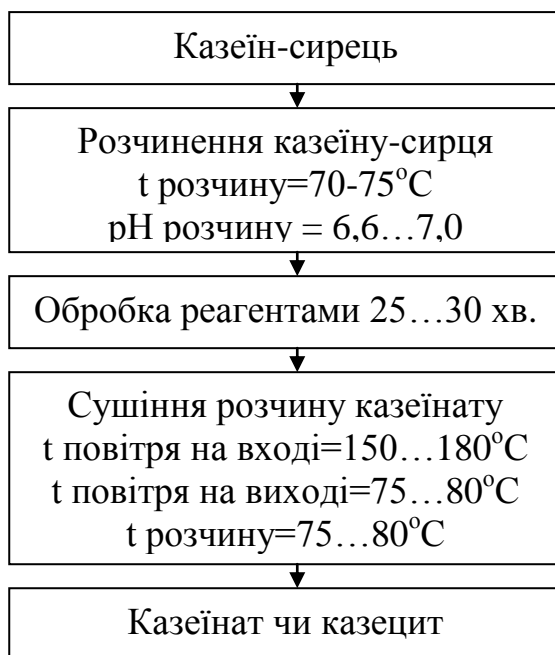 Казеїн-сирець
Розчинення казеїну-сирця
t розчину=70-75°С
рН розчину = 6,6…7,0
Обробка реагентами 25…30 хв.
Сушіння розчину казеїнату
t повітря на вході=150…180°С
t повітря на виході=75…80°С
t розчину=75…80°С
Казеїнат чи казецит